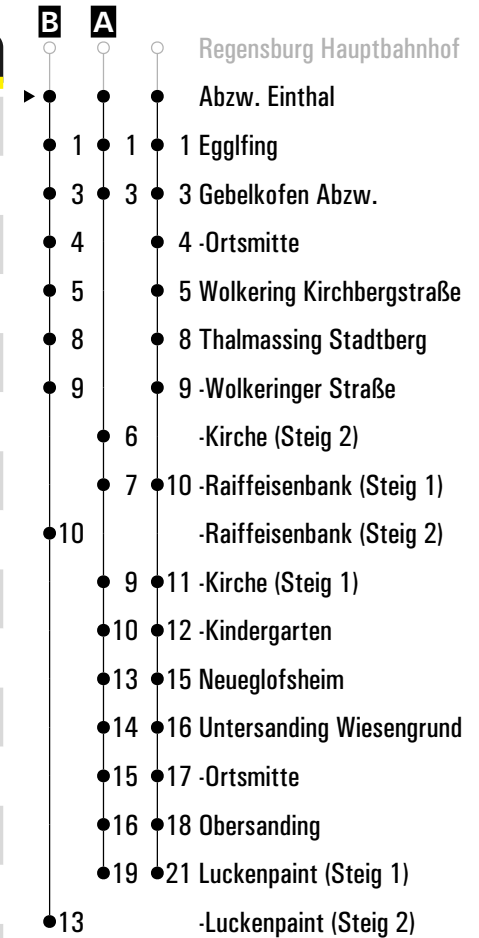 B A
Regensburg Hauptbahnhof
Abzw. Einthal
1 1 1 Egglfing
3 3 3 Gebelkofen Abzw.
4 4 -Ortsmitte
5 5 Wolkering Kirchbergstraße
8 8 Thalmassing Stadtberg
9 9 -Wolkeringer Straße
6 -Kirche (Steig 2)
7 10 -Raiffeisenbank (Steig 1)
10 -Raiffeisenbank (Steig 2)
9 11 -Kirche (Steig 1)
10 12 -Kindergarten
13 15 Neueglofsheim
14 16 Untersanding Wiesengrund
15 17 -Ortsmitte
16 18 Obersanding
19 21 Luckenpaint (Steig 1)
13 -Luckenpaint (Steig 2)